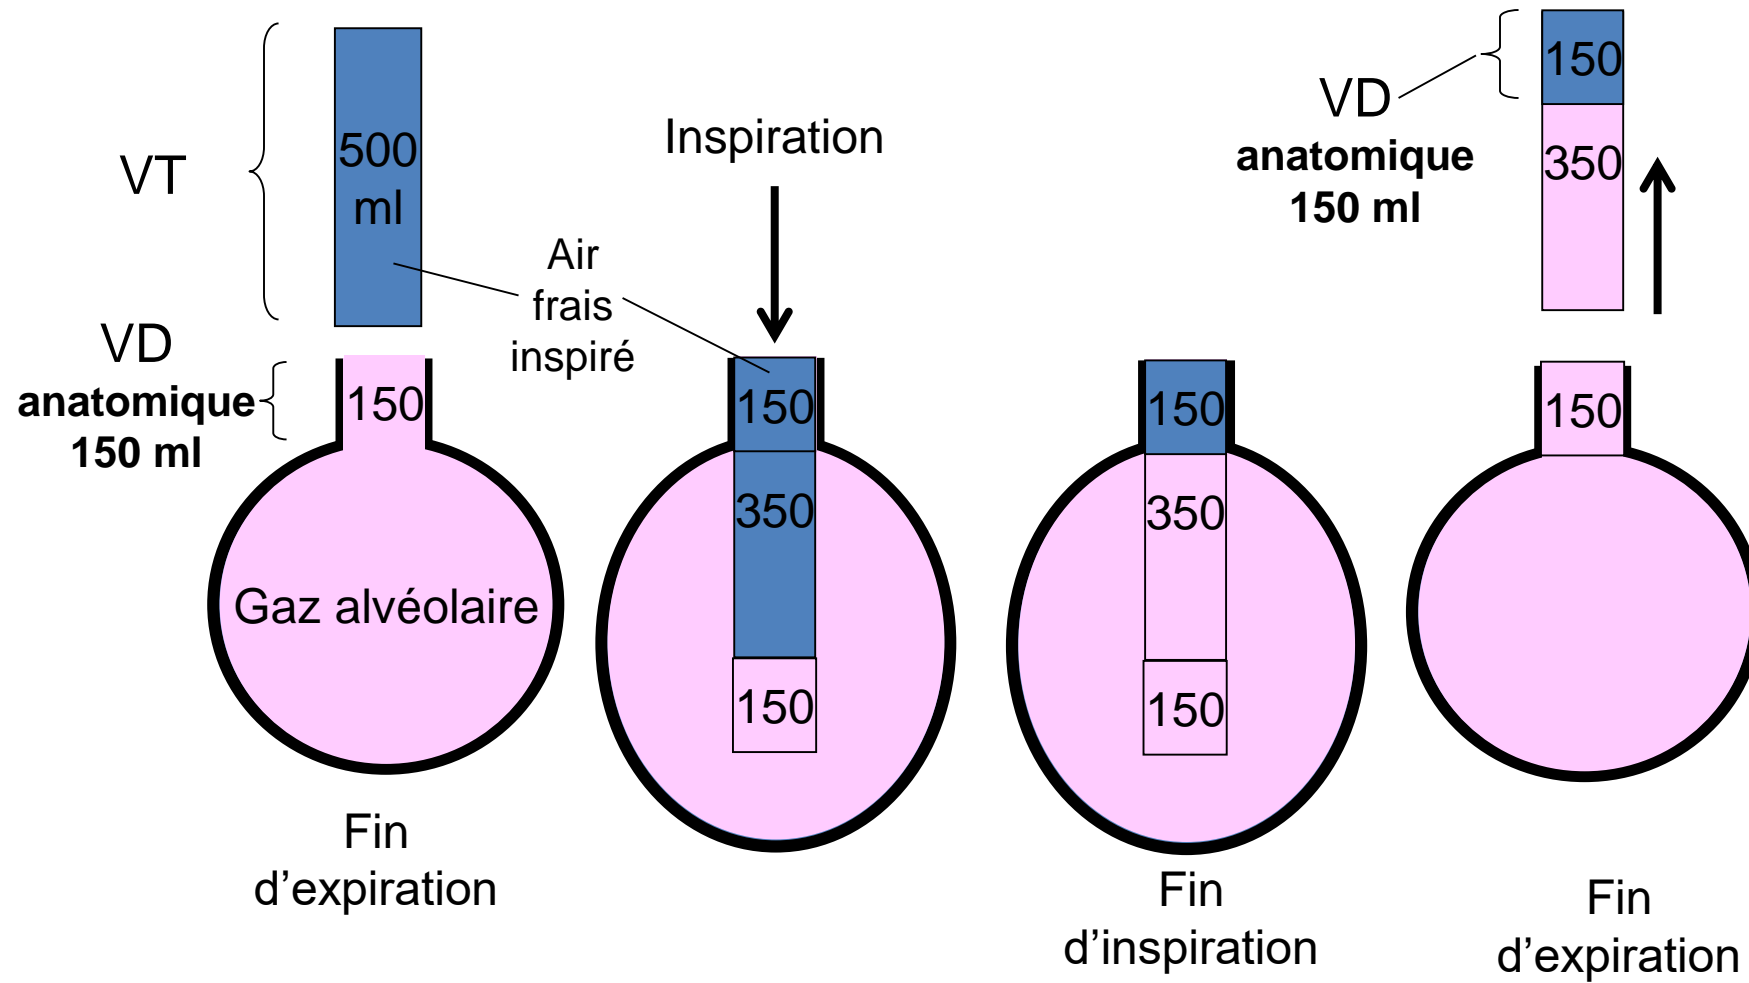 VT
500
ml
VD
anatomique
150 ml
150
Gaz alvéolaire
Fin
d’expiration
Air
frais
inspiré
Inspiration
150
350
150
150
350
150
Fin
d’inspiration
VD
anatomique
150 ml
150
350
150
Fin
d’expiration